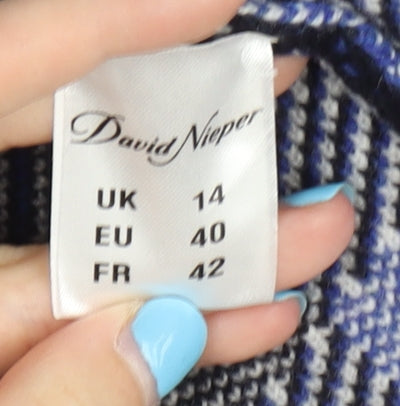 David Nieper
UK 14
EU 40
FR 42